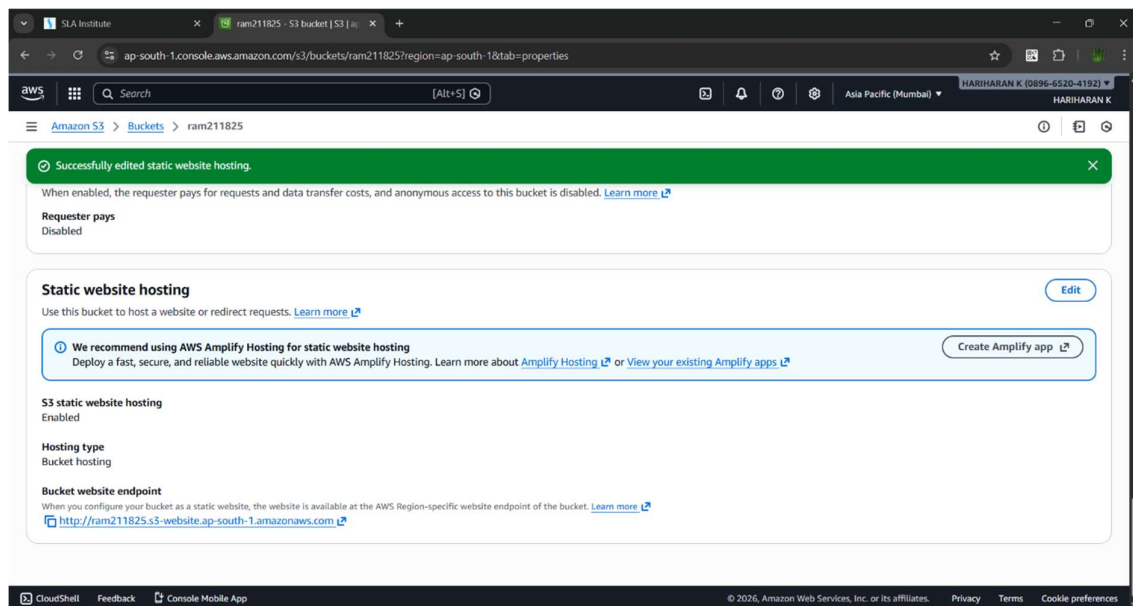 SLA Institute
ram211825 - S3 bucket | S3 | ap
ap-south-1.console.aws.amazon.com/s3/buckets/ram211825?region=ap-south-1&tab=properties
aws
Search
[Alt+S]
Asia Pacific (Mumbai)
HARIHARAN K (0896-6520-4192)
HARIHARAN K
Amazon S3 > Buckets > ram211825
Successfully edited static website hosting.
When enabled, the requester pays for requests and data transfer costs, and anonymous access to this bucket is disabled. Learn more
Requester pays
Disabled
Static website hosting
Edit
Use this bucket to host a website or redirect requests. Learn more
We recommend using AWS Amplify Hosting for static website hosting
Deploy a fast, secure, and reliable website quickly with AWS Amplify Hosting. Learn more about Amplify Hosting or View your existing Amplify apps
Create Amplify app
S3 static website hosting
Enabled
Hosting type
Bucket hosting
Bucket website endpoint
When you configure your bucket as a static website, the website is available at the AWS Region-specific website endpoint of the bucket. Learn more
http://ram211825.s3-website.ap-south-1.amazonaws.com
CloudShell Feedback Console Mobile App © 2026, Amazon Web Services, Inc. or its affiliates. Privacy Terms Cookie preferences